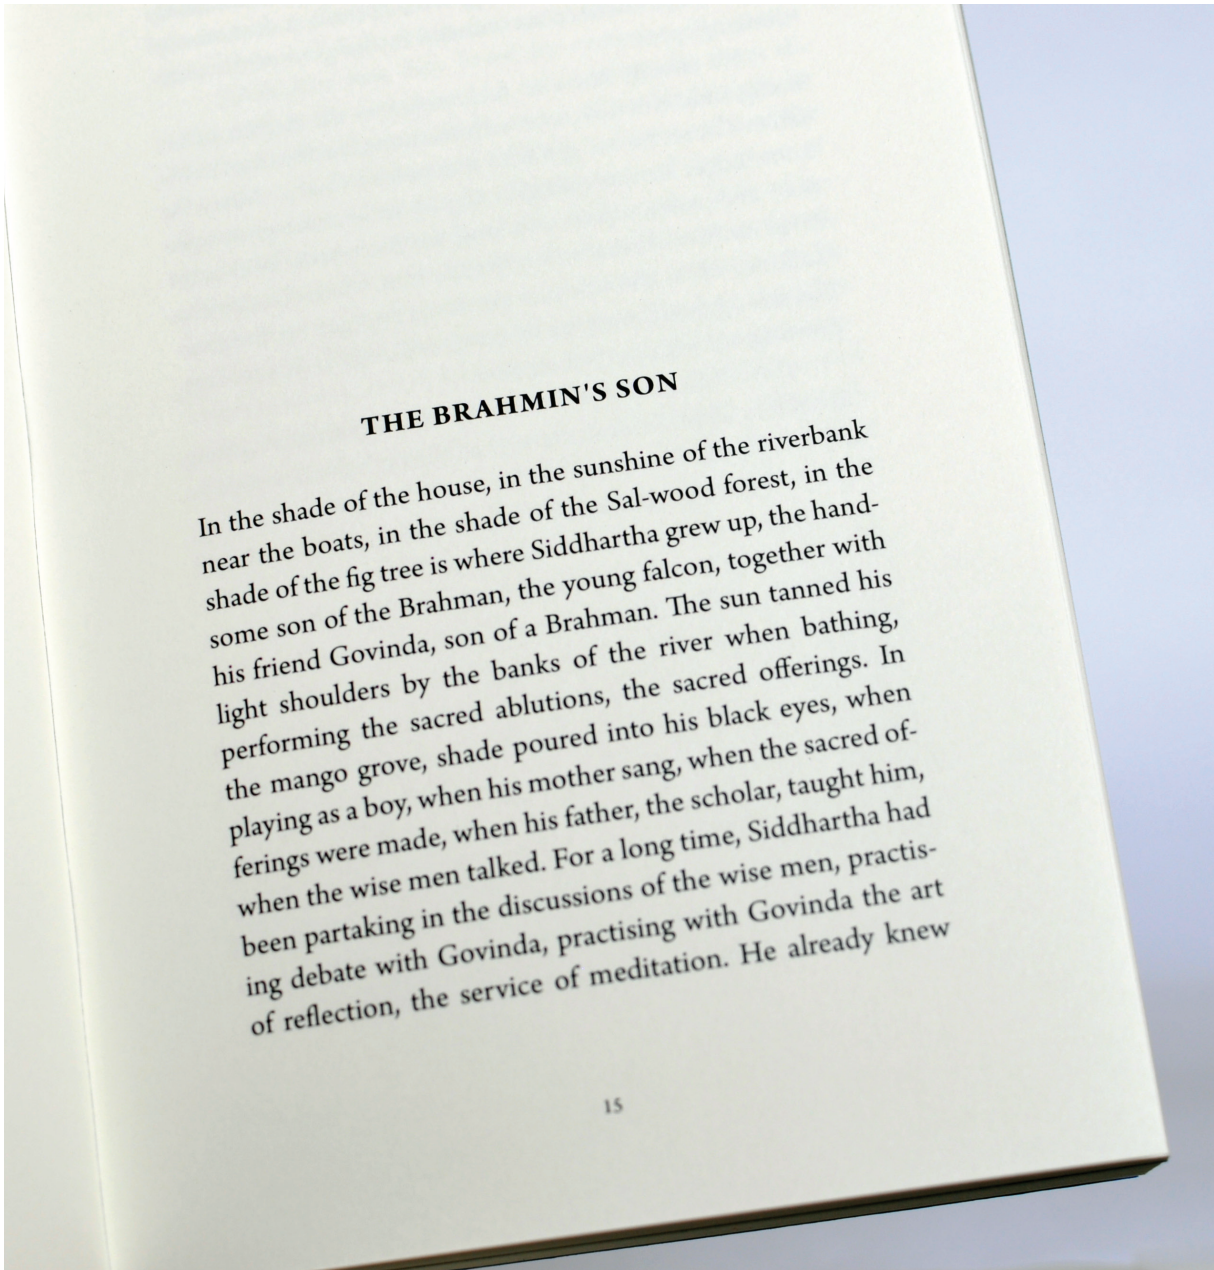 THE BRAHMIN'S SON
In the shade of the house, in the sunshine of the riverbank
near the boats, in the shade of the Sal-wood forest, in the
shade of the fig tree is where Siddhartha grew up, the hand-
some son of the Brahman, the young falcon, together with
his friend Govinda, son of a Brahman. The sun tanned his
light shoulders by the banks of the river when bathing,
performing the sacred ablutions, the sacred offerings. In
the mango grove, shade poured into his black eyes, when
playing as a boy, when his mother sang, when the sacred of-
ferings were made, when his father, the scholar, taught him,
when the wise men talked. For a long time, Siddhartha had
been partaking in the discussions of the wise men, practis-
ing debate with Govinda, practising with Govinda the art
of reflection, the service of meditation. He already knew
15